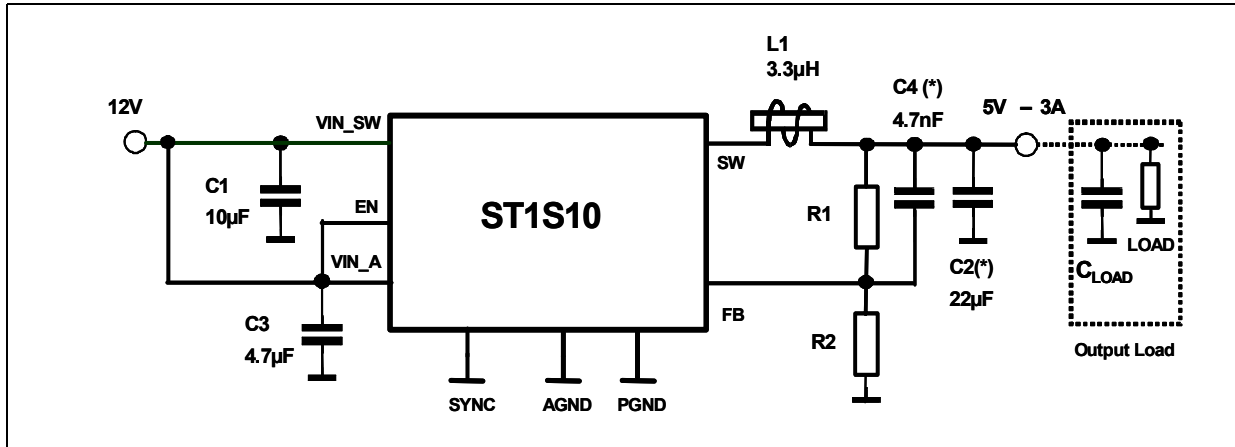 L1
3.3µH
C4 (*)
4.7nF
5V – 3A
12V
VIN_SW
SW
C1
10µF
EN
ST1S10
R1
LOAD
VIN_A
C2(*)
22µF
CLOAD
C3
4.7µF
FB
R2
Output Load
SYNC
AGND
PGND